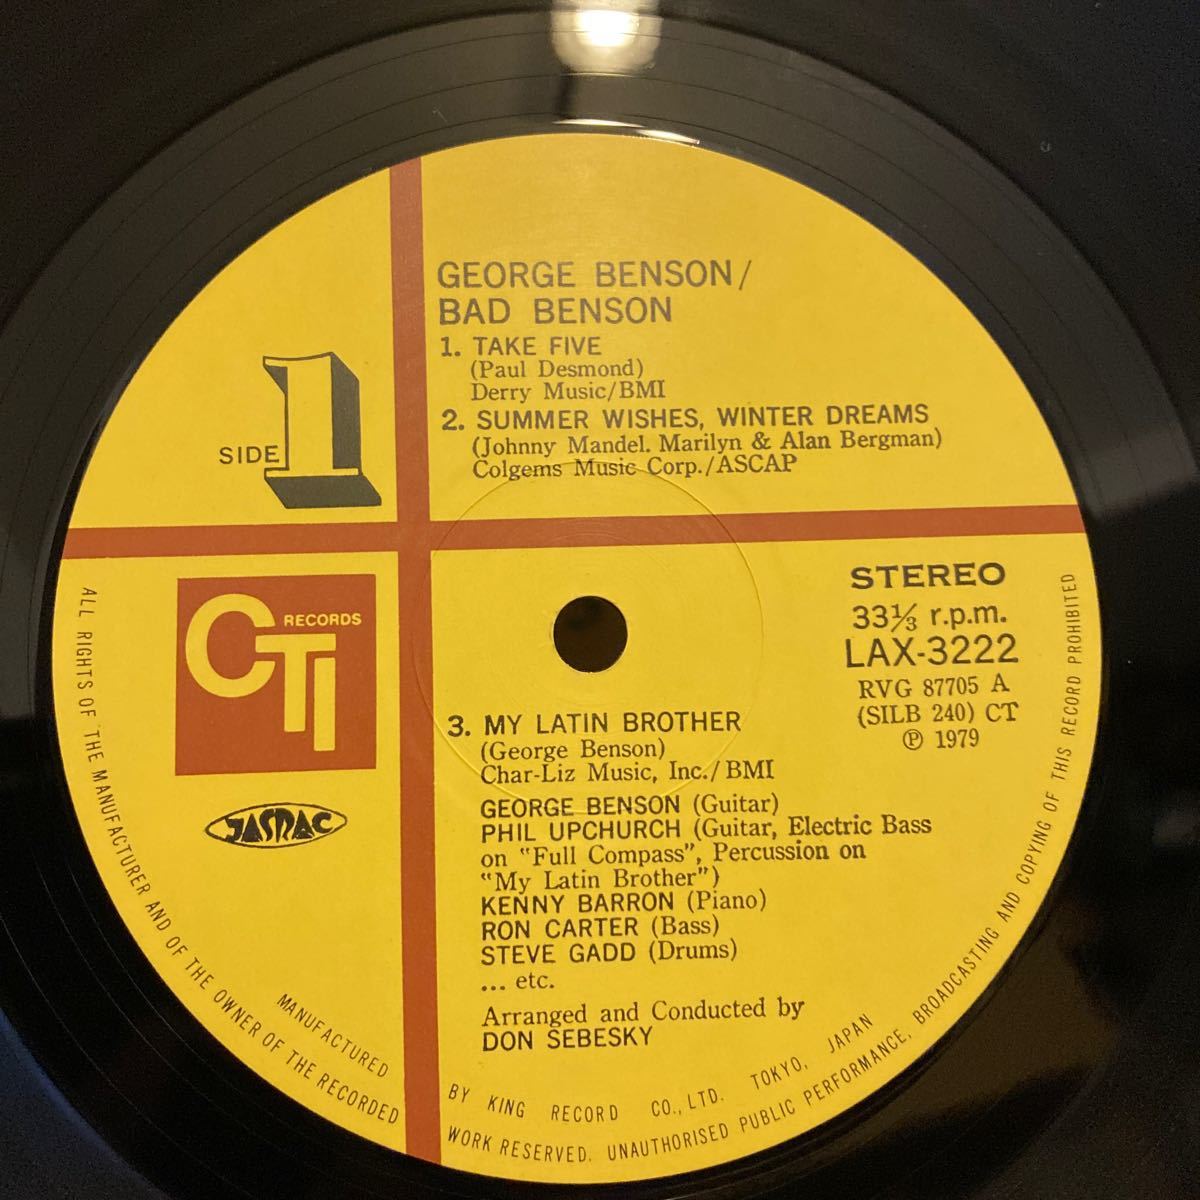 GEORGE BENSON/
BAD BENSON
1. TAKE FIVE
(Paul Desmond)
Derry Music/BMI
2. SUMMER WISHES, WINTER DREAMS
(Johnny Mandel. Marilyn & Alan Bergman)
Colgems Music Corp./ASCAP
SIDE 1
CTI RECORDS
JASRAC
STEREO
33⅓ r.p.m.
LAX-3222
RVG 87705 A
(SILB 240) CT
Ⓟ 1979
3. MY LATIN BROTHER
(George Benson)
Char-Liz Music, Inc./BMI
GEORGE BENSON (Guitar)
PHIL UPCHURCH (Guitar, Electric Bass
on "Full Compass", Percussion on
"My Latin Brother")
KENNY BARRON (Piano)
RON CARTER (Bass)
STEVE GADD (Drums)
... etc.
Arranged and Conducted by
DON SEBESKY
MANUFACTURED BY KING RECORD CO., LTD. TOKYO, JAPAN
ALL RIGHTS OF THE MANUFACTURER AND OF THE OWNER OF THE RECORDED WORK RESERVED. UNAUTHORISED PUBLIC PERFORMANCE, BROADCASTING AND COPYING OF THIS RECORD PROHIBITED